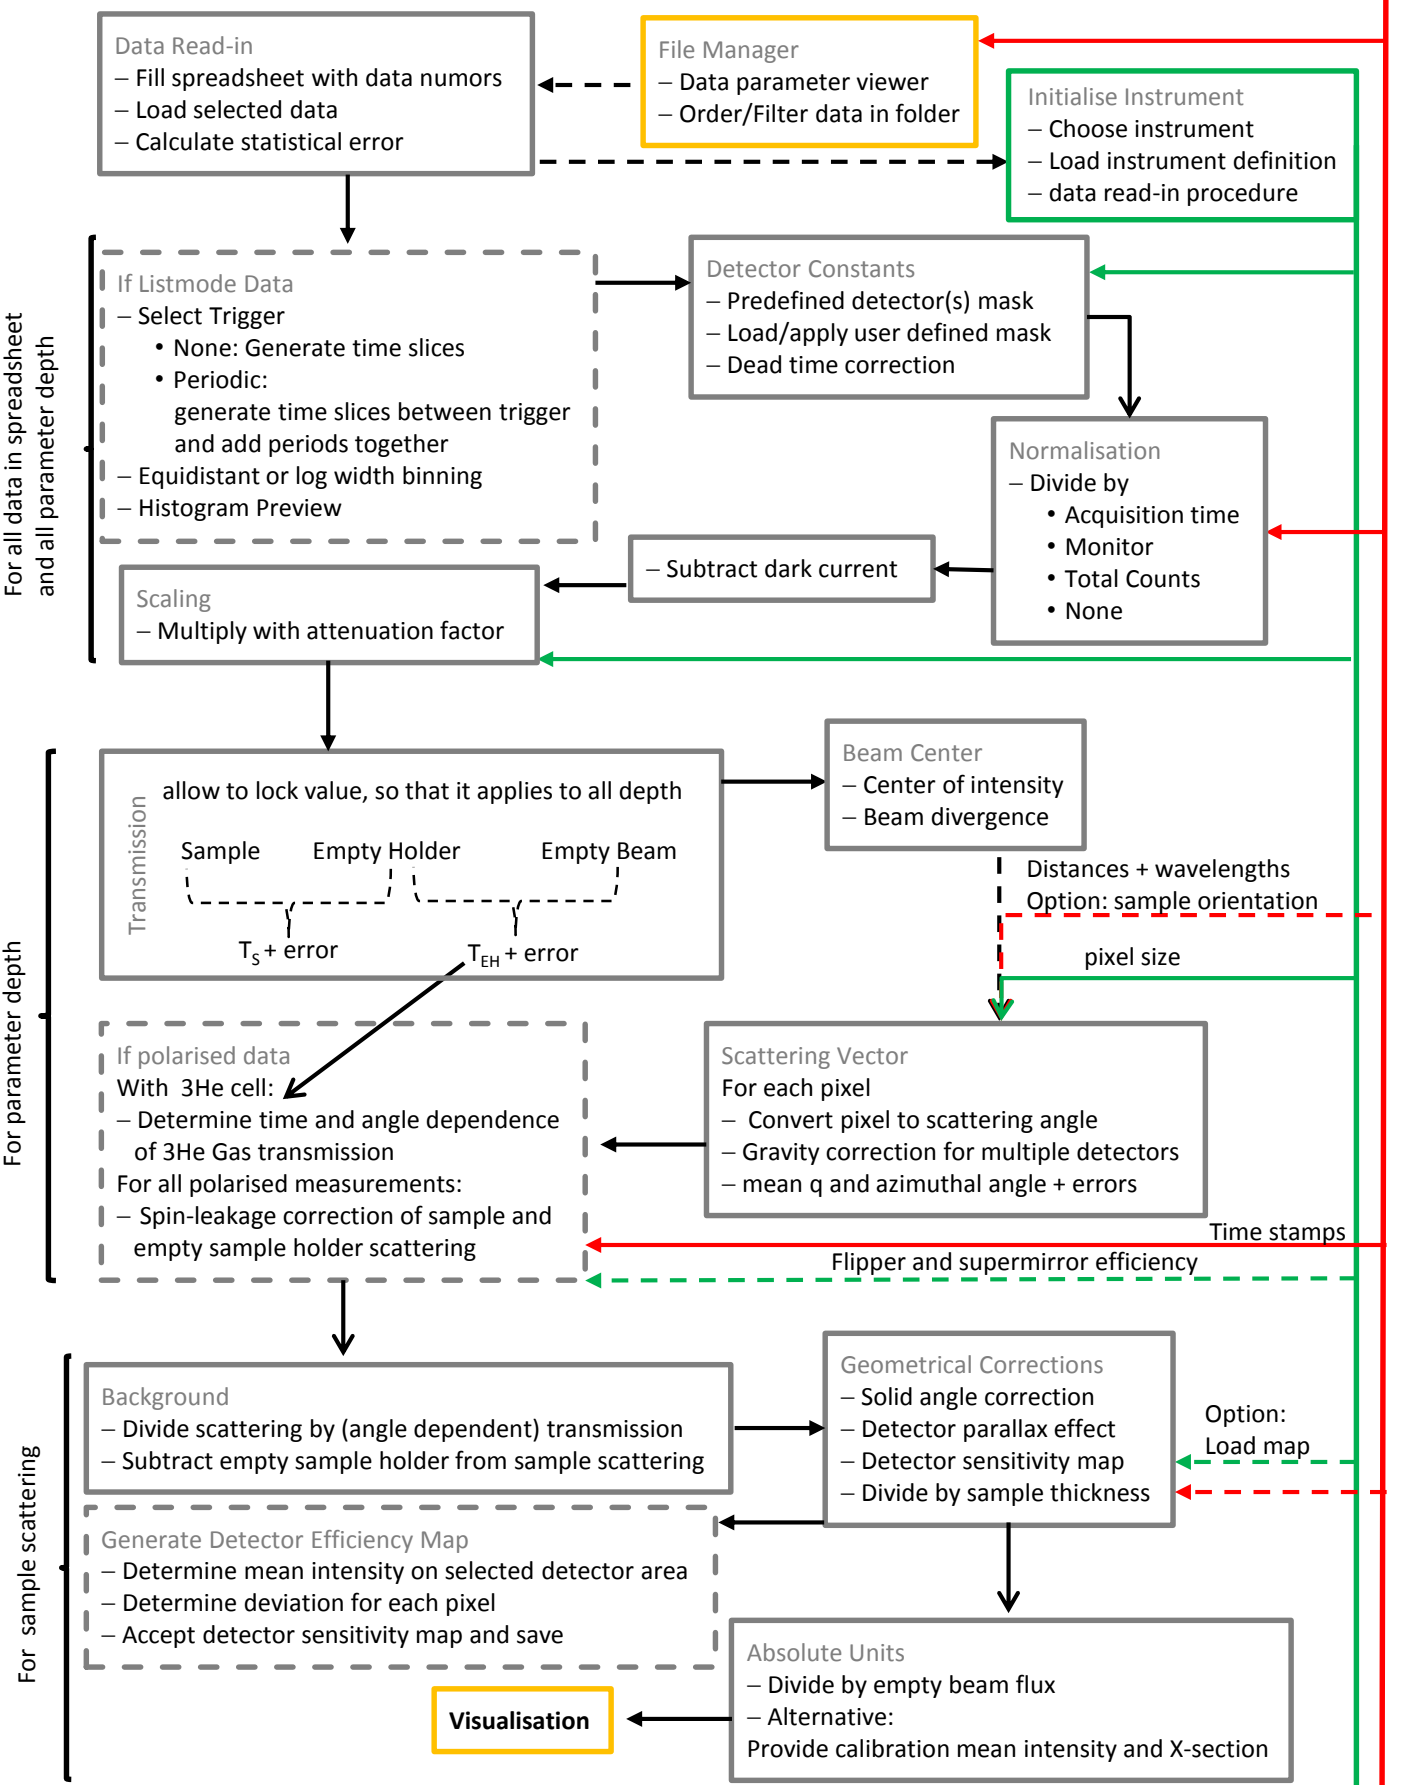 Data Read-in
– Fill spreadsheet with data numors
– Load selected data
– Calculate statistical error
File Manager
– Data parameter viewer
– Order/Filter data in folder
Initialise Instrument
– Choose instrument
– Load instrument definition
– data read-in procedure
For all data in spreadsheet
and all parameter depth
If Listmode Data
– Select Trigger
• None: Generate time slices
• Periodic:
generate time slices between trigger
and add periods together
– Equidistant or log width binning
– Histogram Preview
Detector Constants
– Predefined detector(s) mask
– Load/apply user defined mask
– Dead time correction
Normalisation
– Divide by
• Acquisition time
• Monitor
• Total Counts
• None
– Subtract dark current
Scaling
– Multiply with attenuation factor
For parameter depth
Transmission
allow to lock value, so that it applies to all depth
Sample Empty Holder Empty Beam
TS + error TEH + error
Beam Center
– Center of intensity
– Beam divergence
Distances + wavelengths
Option: sample orientation
pixel size
Scattering Vector
For each pixel
– Convert pixel to scattering angle
– Gravity correction for multiple detectors
– mean q and azimuthal angle + errors
If polarised data
With 3He cell:
– Determine time and angle dependence
of 3He Gas transmission
For all polarised measurements:
– Spin-leakage correction of sample and
empty sample holder scattering
Time stamps
Flipper and supermirror efficiency
For sample scattering
Background
– Divide scattering by (angle dependent) transmission
– Subtract empty sample holder from sample scattering
Geometrical Corrections
– Solid angle correction
– Detector parallax effect
– Detector sensitivity map
– Divide by sample thickness
Option:
Load map
Generate Detector Efficiency Map
– Determine mean intensity on selected detector area
– Determine deviation for each pixel
– Accept detector sensitivity map and save
Absolute Units
– Divide by empty beam flux
– Alternative:
Provide calibration mean intensity and X-section
Visualisation